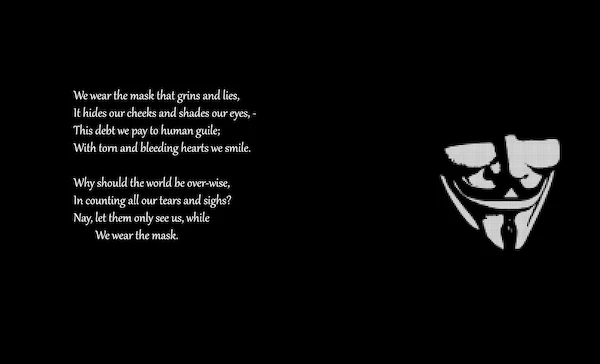 We wear the mask that grins and lies,
It hides our cheeks and shades our eyes, -
This debt we pay to human guile;
With torn and bleeding hearts we smile.
Why should the world be over-wise,
In counting all our tears and sighs?
Nay, let them only see us, while
We wear the mask.